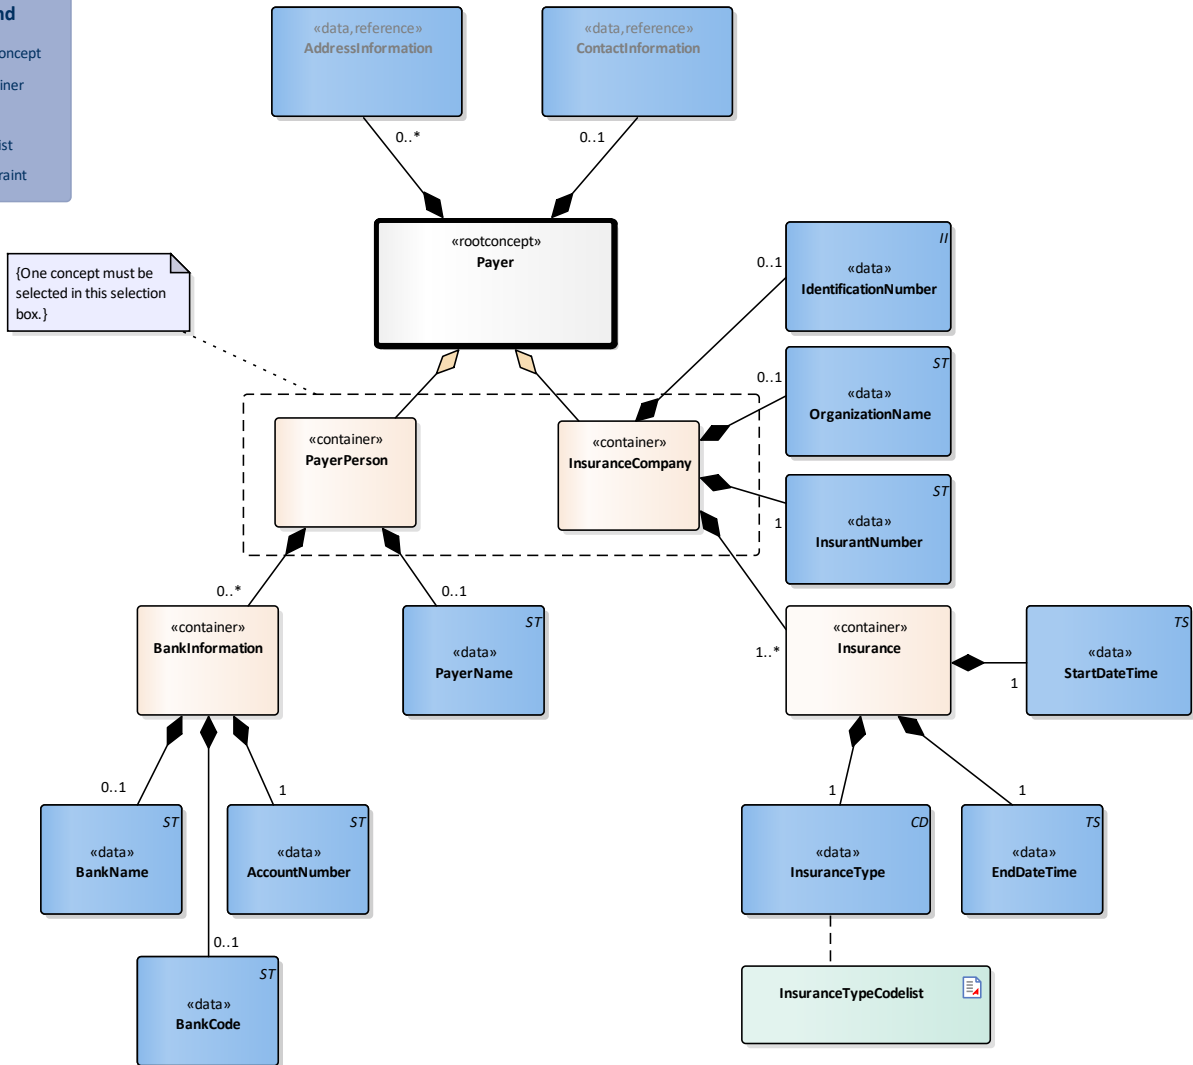 nd
oncept
iner
ist
raint
«data,reference»
AddressInformation
«data,reference»
ContactInformation
0..*
0..1
«rootconcept»
Payer
{One concept must be
selected in this selection
box.}
II
«data»
IdentificationNumber
0..1
ST
«data»
OrganizationName
0..1
«container»
PayerPerson
«container»
InsuranceCompany
ST
«data»
InsurantNumber
1
0..*
0..1
«container»
BankInformation
ST
«data»
PayerName
1..*
«container»
Insurance
TS
«data»
StartDateTime
1
0..1
1
1
1
ST
«data»
BankName
ST
«data»
AccountNumber
CD
«data»
InsuranceType
TS
«data»
EndDateTime
0..1
ST
«data»
BankCode
InsuranceTypeCodelist